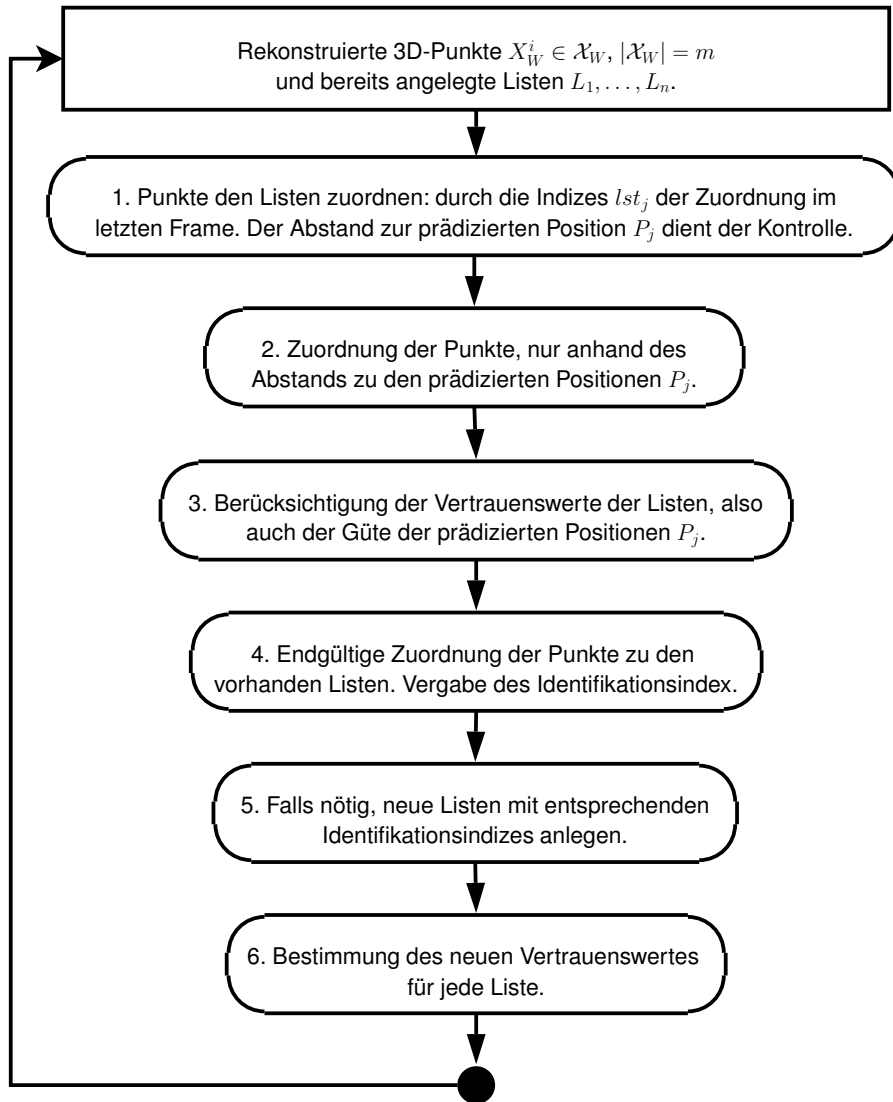 Rekonstruierte 3D-Punkte $X_W^i \in \mathcal{X}_W$, $|\mathcal{X}_W| = m$
und bereits angelegte Listen $L_1, \ldots, L_n$.
1. Punkte den Listen zuordnen: durch die Indizes $lst_j$ der Zuordnung im
letzten Frame. Der Abstand zur prädizierten Position $P_j$ dient der Kontrolle.
2. Zuordnung der Punkte, nur anhand des
Abstands zu den prädizierten Positionen $P_j$.
3. Berücksichtigung der Vertrauenswerte der Listen, also
auch der Güte der prädizierten Positionen $P_j$.
4. Endgültige Zuordnung der Punkte zu den
vorhanden Listen. Vergabe des Identifikationsindex.
5. Falls nötig, neue Listen mit entsprechenden
Identifikationsindizes anlegen.
6. Bestimmung des neuen Vertrauenswertes
für jede Liste.